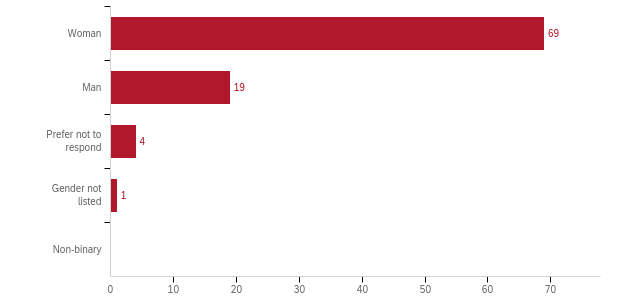 Woman
69
Man
19
Prefer not to
respond
4
Gender not
listed
1
Non-binary
0 10 20 30 40 50 60 70